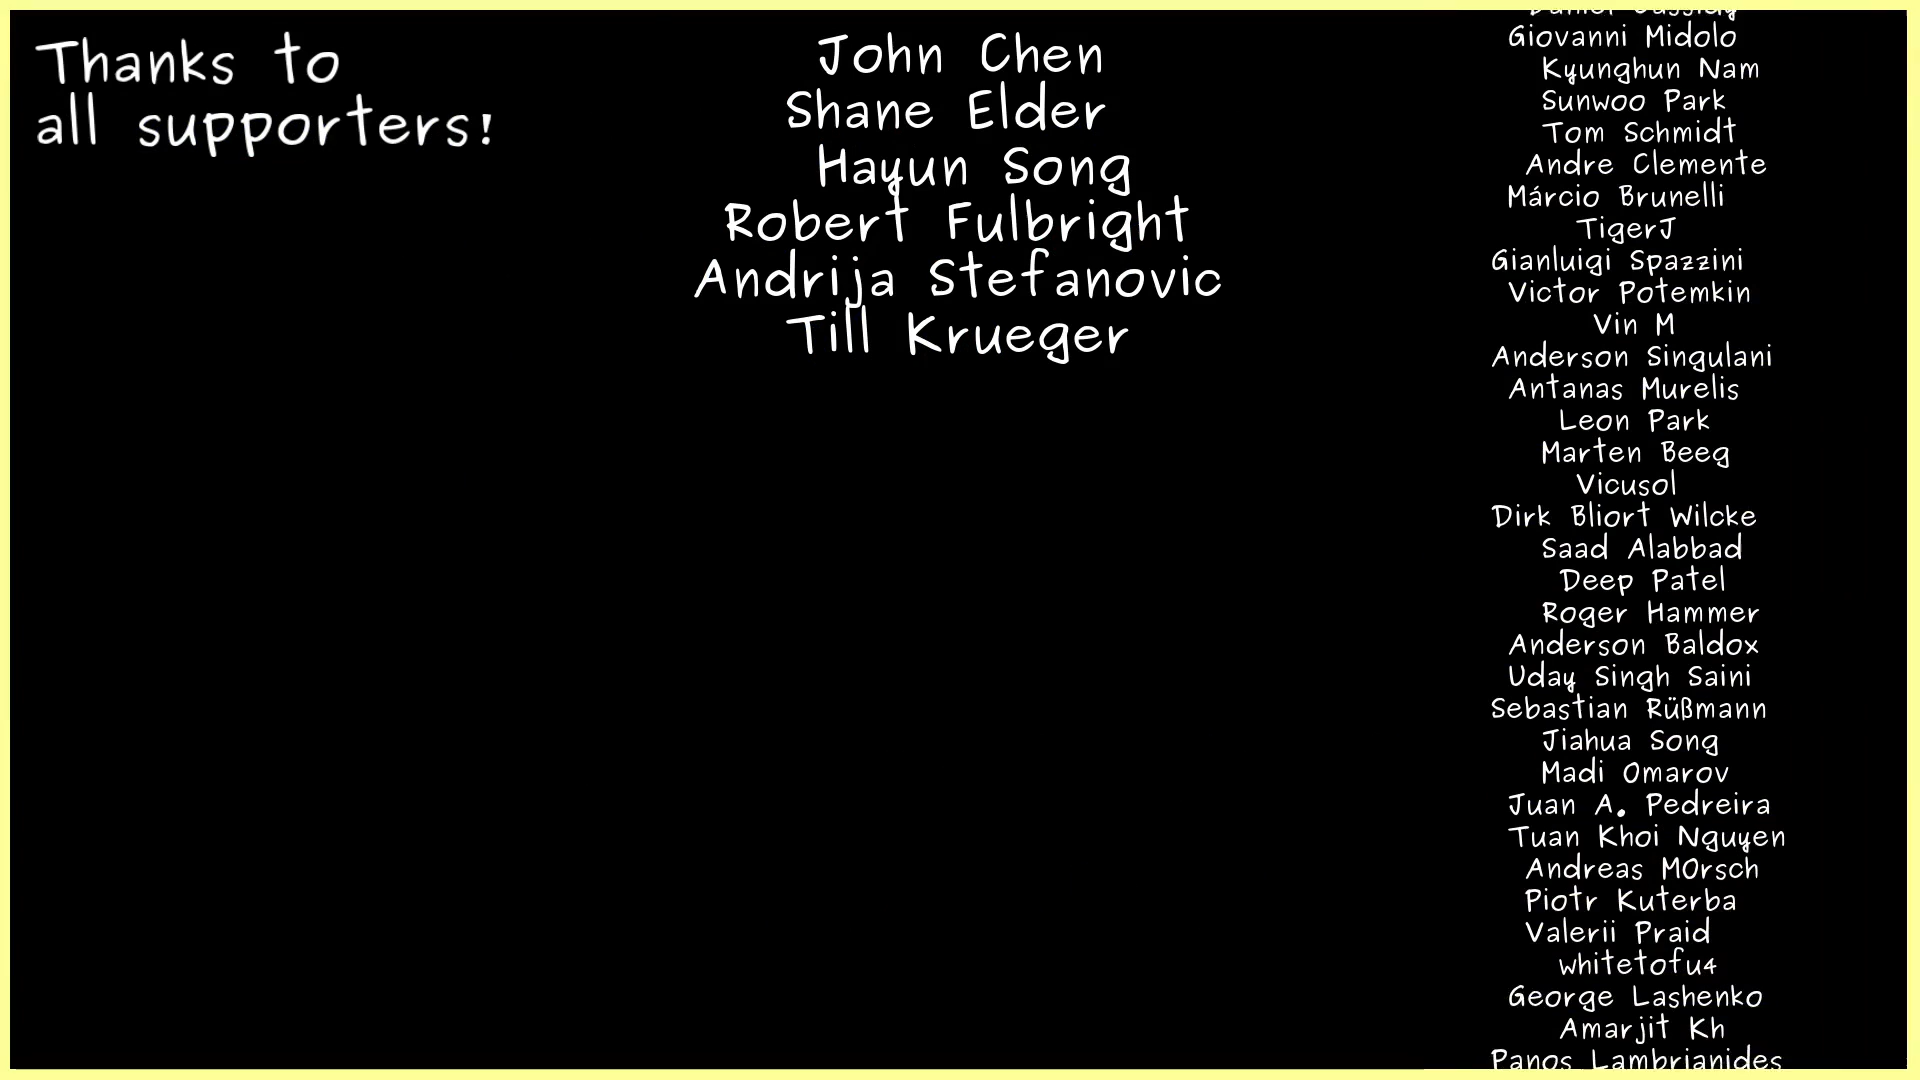 Thanks to
all supporters!
John Chen
Shane Elder
Hayun Song
Robert Fulbright
Andrija Stefanovic
Till Krueger
Giovanni Midolo
Kyunghun Nam
Sunwoo Park
Tom Schmidt
Andre Clemente
Márcio Brunelli
TigerJ
Gianluigi Spazzini
Victor Potemkin
Vin M
Anderson Singulani
Antanas Murelis
Leon Park
Marten Beeg
Vicusol
Dirk Bliort Wilcke
Saad Alabbad
Deep Patel
Roger Hammer
Anderson Baldox
Uday Singh Saini
Sebastian Rüßmann
Jiahua Song
Madi Omarov
Juan A. Pedreira
Tuan Khoi Nguyen
Andreas M0rsch
Piotr Kuterba
Valerii Praid
whitetofu4
George Lashenko
Amarjit Kh
Panos Lambrianides